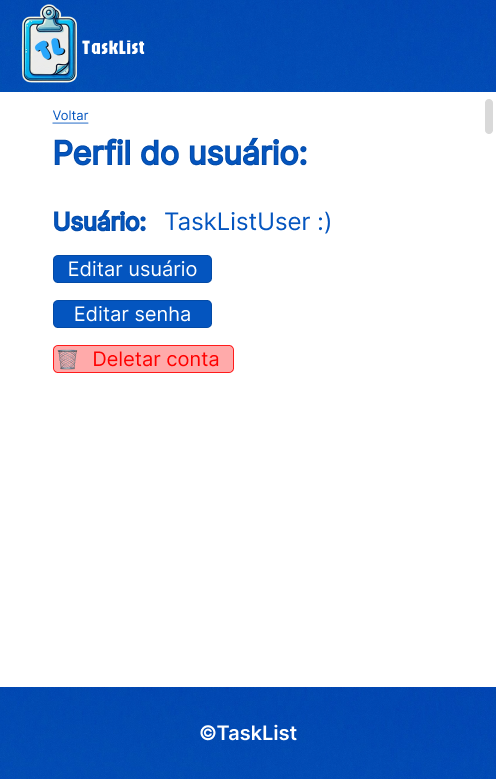 TL
TaskList
Voltar
Perfil do usuário:
Usuário: TaskListUser :)
Editar usuário
Editar senha
🗑️ Deletar conta
©TaskList